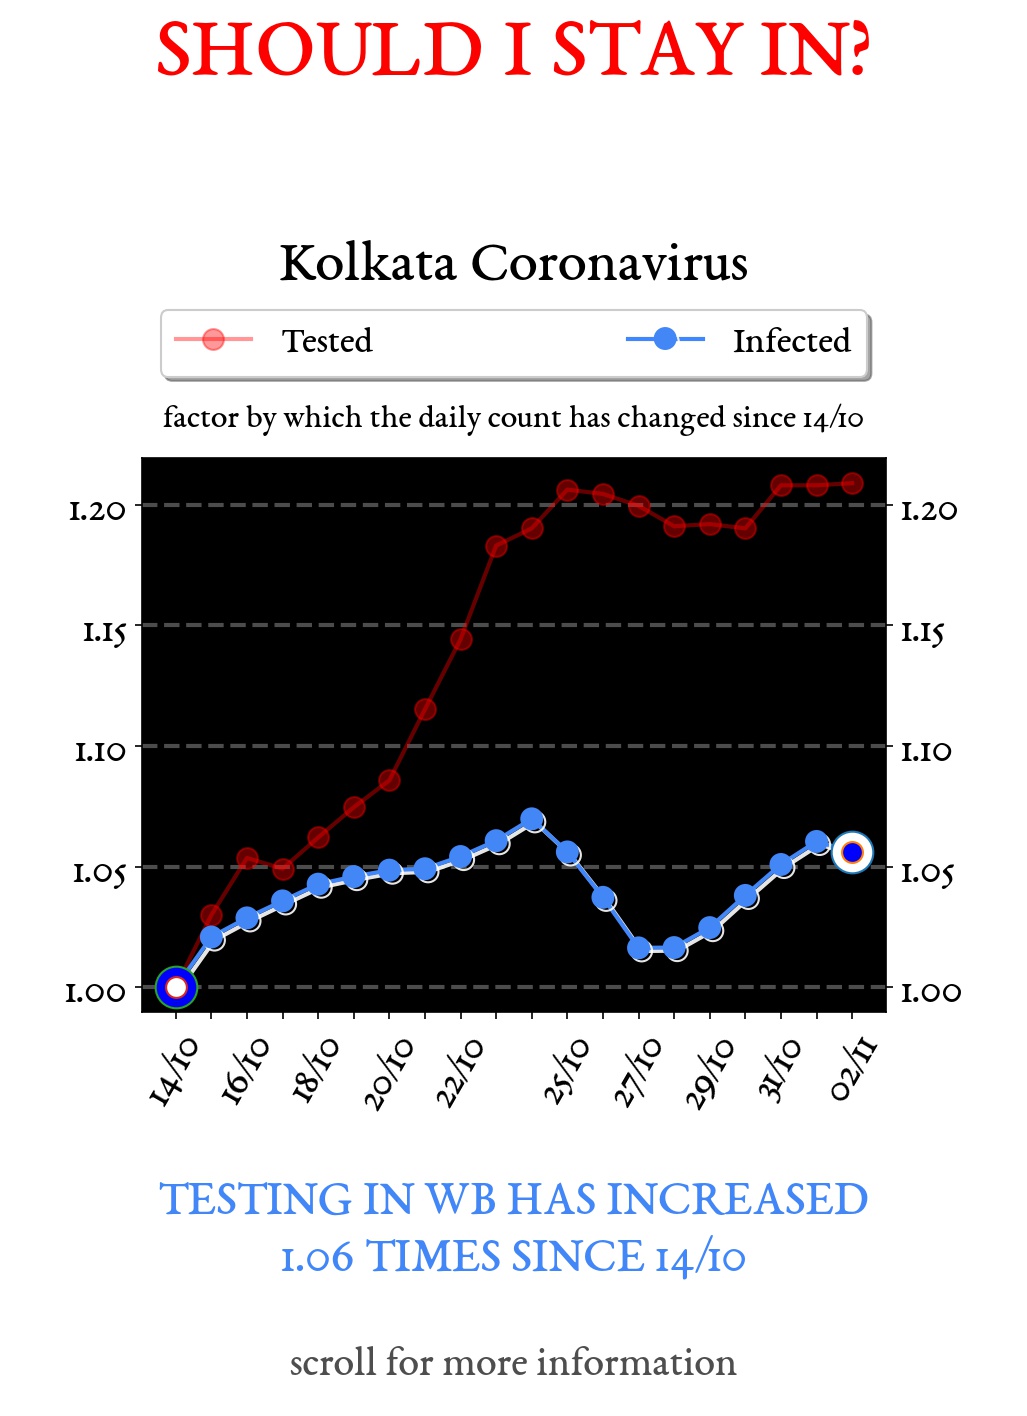 SHOULD I STAY IN?
Kolkata Coronavirus
Tested Infected
factor by which the daily count has changed since 14/10
1.20 1.20
1.15 1.15
1.10 1.10
1.05 1.05
1.00 1.00
14/10 16/10 18/10 20/10 22/10 25/10 27/10 29/10 31/10 02/11
TESTING IN WB HAS INCREASED
1.06 TIMES SINCE 14/10
scroll for more information